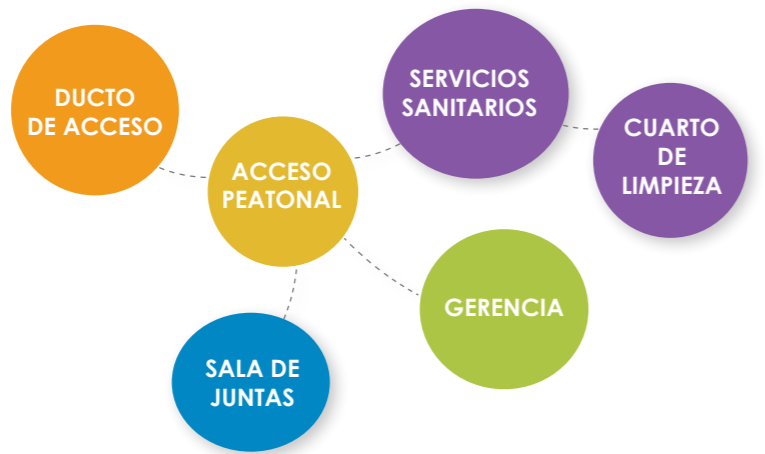 DUCTO
DE ACCESO
ACCESO
PEATONAL
SERVICIOS
SANITARIOS
CUARTO
DE
LIMPIEZA
GERENCIA
SALA DE
JUNTAS